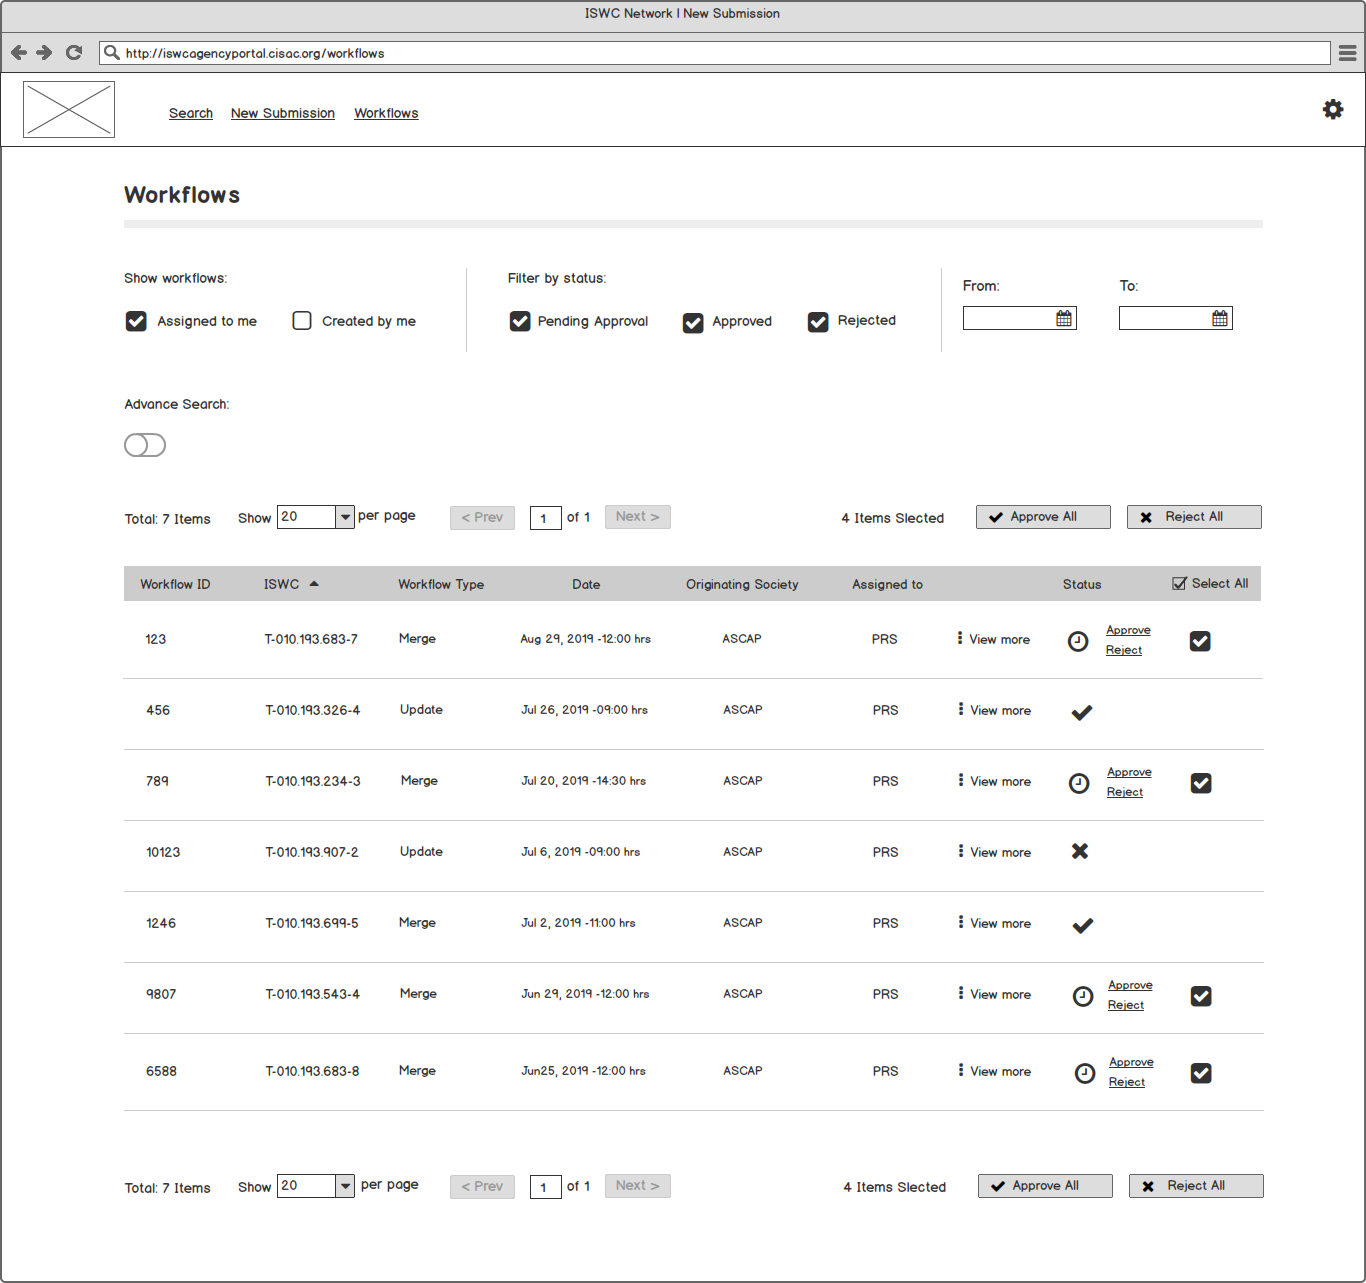 ISWC Network | New Submission
http://iswcagencyportal.cisac.org/workflows
Search New Submission Workflows
Workflows
Show workflows: Filter by status: From: To:
Assigned to me Created by me Pending Approval Approved Rejected
Advance Search:
Total: 7 Items Show 20 per page < Prev 1 of 1 Next > 4 Items Slected Approve All Reject All
Workflow ID ISWC Workflow Type Date Originating Society Assigned to Status Select All
123 T-010.193.683-7 Merge Aug 29, 2019 -12:00 hrs ASCAP PRS View more Approve
Reject
456 T-010.193.326-4 Update Jul 26, 2019 -09:00 hrs ASCAP PRS View more
789 T-010.193.234-3 Merge Jul 20, 2019 -14:30 hrs ASCAP PRS View more Approve
Reject
10123 T-010.193.907-2 Update Jul 6, 2019 -09:00 hrs ASCAP PRS View more
1246 T-010.193.699-5 Merge Jul 2, 2019 -11:00 hrs ASCAP PRS View more
9807 T-010.193.543-4 Merge Jun 29, 2019 -12:00 hrs ASCAP PRS View more Approve
Reject
6588 T-010.193.683-8 Merge Jun25, 2019 -12:00 hrs ASCAP PRS View more Approve
Reject
Total: 7 Items Show 20 per page < Prev 1 of 1 Next > 4 Items Slected Approve All Reject All